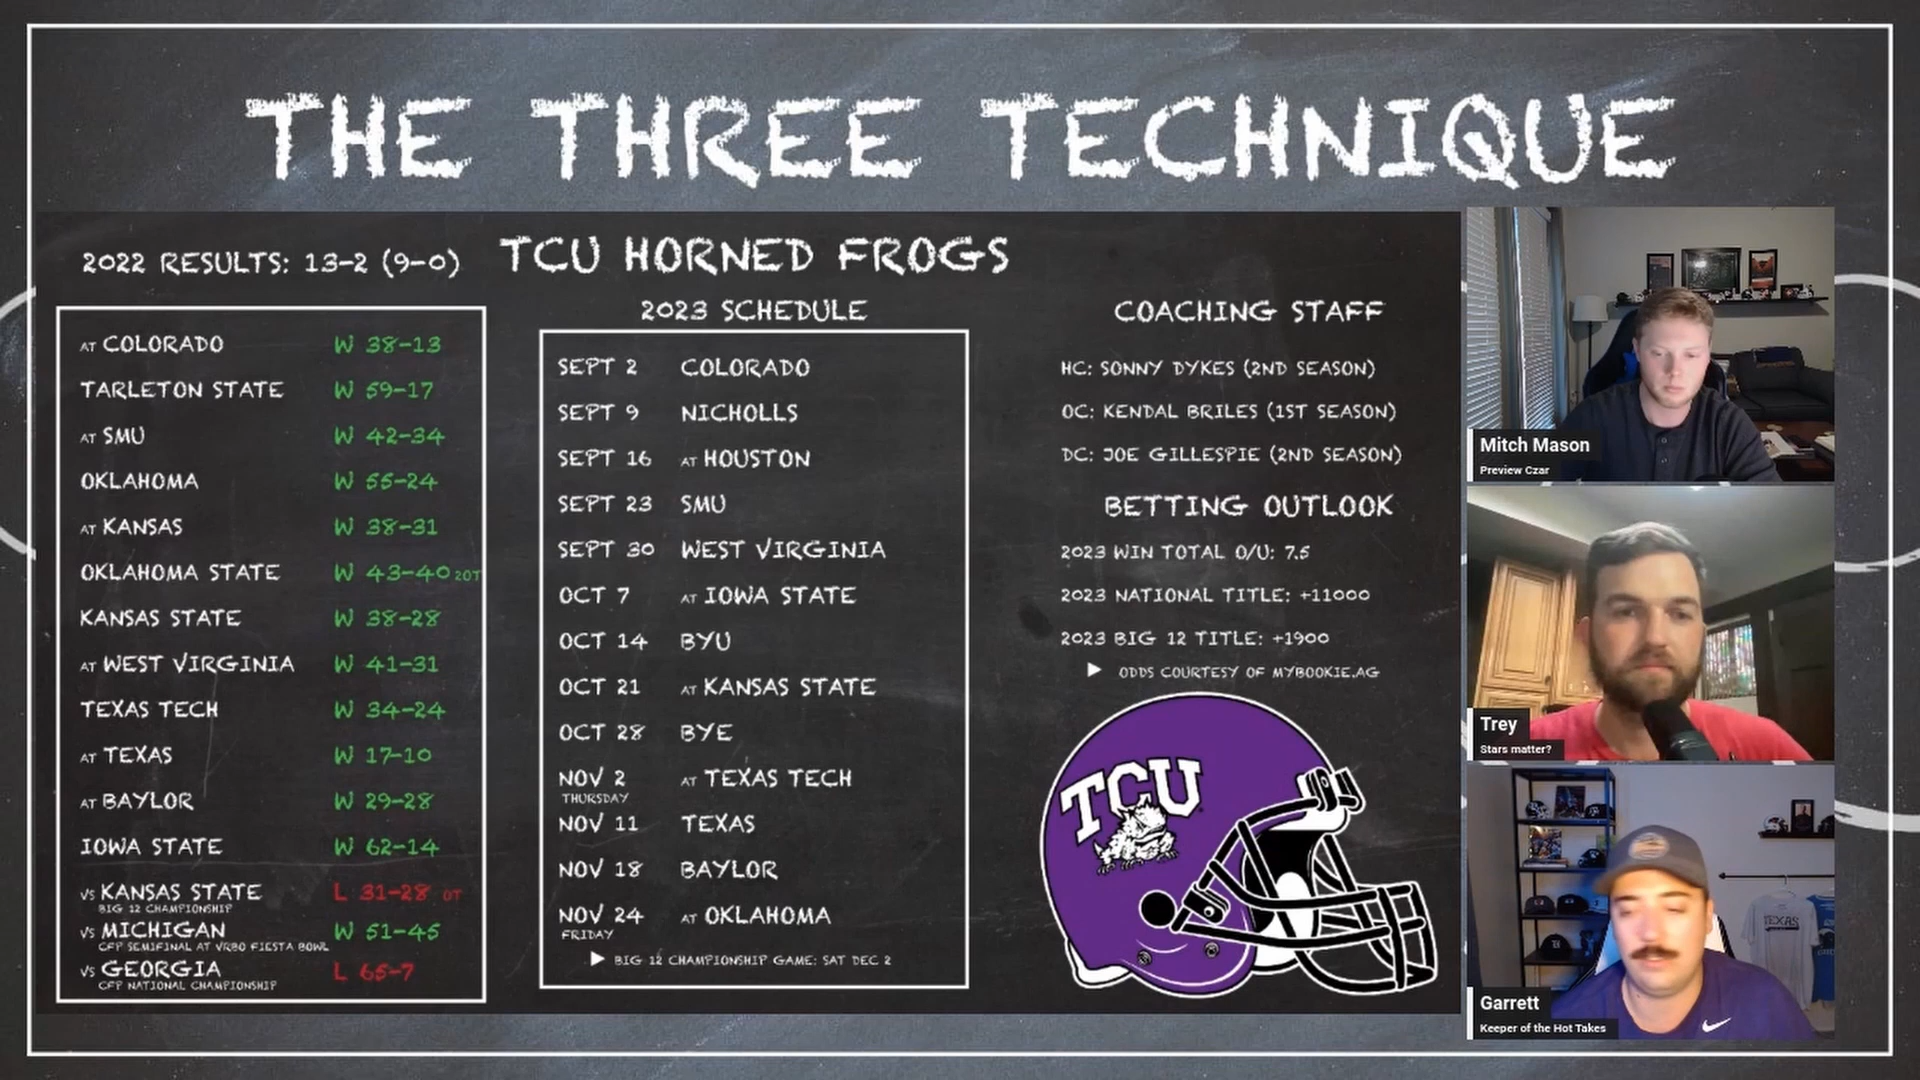 THE THREE TECHNIQUE
2022 RESULTS: 13-2 (9-0)
TCU HORNED FROGS
AT COLORADO W 38-13
TARLETON STATE W 59-17
AT SMU W 42-34
OKLAHOMA W 55-24
AT KANSAS W 38-31
OKLAHOMA STATE W 43-40 2OT
KANSAS STATE W 38-28
AT WEST VIRGINIA W 41-31
TEXAS TECH W 34-24
AT TEXAS W 17-10
AT BAYLOR W 29-28
IOWA STATE W 62-14
VS KANSAS STATE L 31-28 OT
BIG 12 CHAMPIONSHIP
VS MICHIGAN W 51-45
CFP SEMIFINAL AT VRBO FIESTA BOWL
VS GEORGIA L 65-7
CFP NATIONAL CHAMPIONSHIP
2023 SCHEDULE
SEPT 2 COLORADO
SEPT 9 NICHOLLS
SEPT 16 AT HOUSTON
SEPT 23 SMU
SEPT 30 WEST VIRGINIA
OCT 7 AT IOWA STATE
OCT 14 BYU
OCT 21 AT KANSAS STATE
OCT 28 BYE
NOV 2 AT TEXAS TECH
THURSDAY
NOV 11 TEXAS
NOV 18 BAYLOR
NOV 24 AT OKLAHOMA
FRIDAY
▶ BIG 12 CHAMPIONSHIP GAME: SAT DEC 2
COACHING STAFF
HC: SONNY DYKES (2ND SEASON)
OC: KENDAL BRILES (1ST SEASON)
DC: JOE GILLESPIE (2ND SEASON)
BETTING OUTLOOK
2023 WIN TOTAL O/U: 7.5
2023 NATIONAL TITLE: +11000
2023 BIG 12 TITLE: +1900
▶ ODDS COURTESY OF MYBOOKIE.AG
TCU
Mitch Mason
Preview Czar
Trey
Stars matter?
TEXAS
Garrett
Keeper of the Hot Takes